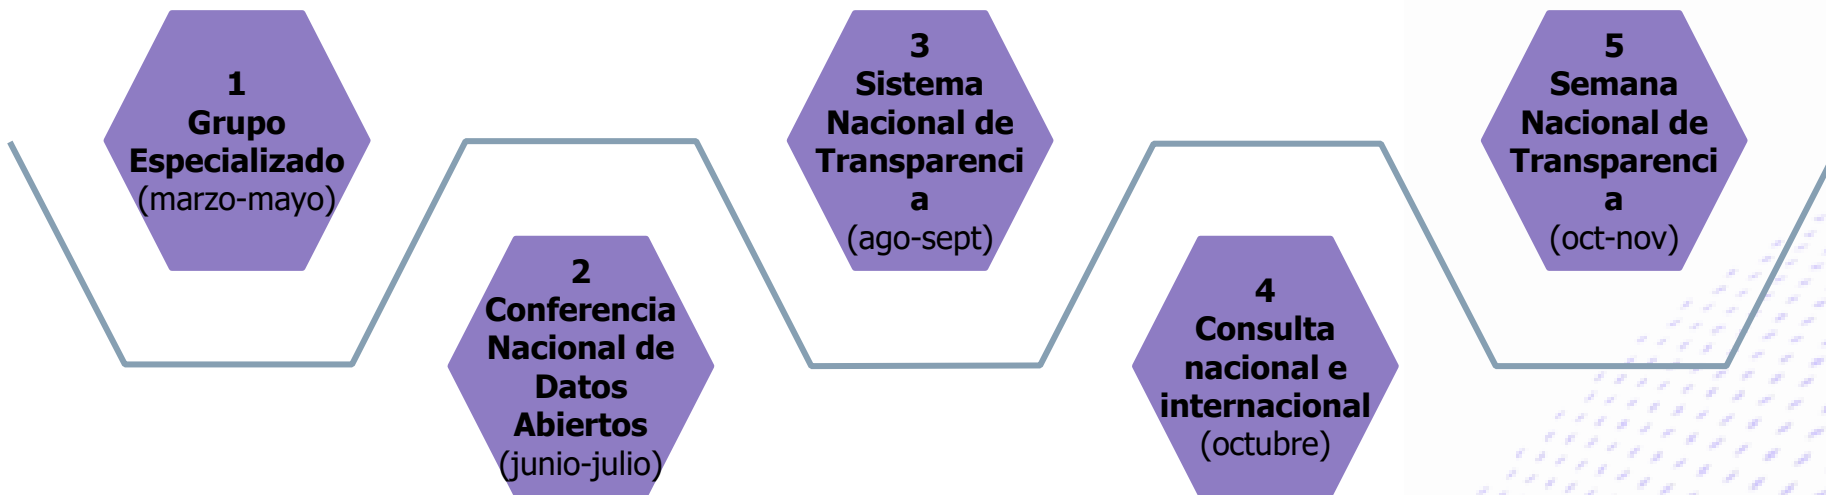 1
Grupo
Especializado
(marzo-mayo)
2
Conferencia
Nacional de
Datos
Abiertos
(junio-julio)
3
Sistema
Nacional de
Transparenci
a
(ago-sept)
4
Consulta
nacional e
internacional
(octubre)
5
Semana
Nacional de
Transparenci
a
(oct-nov)